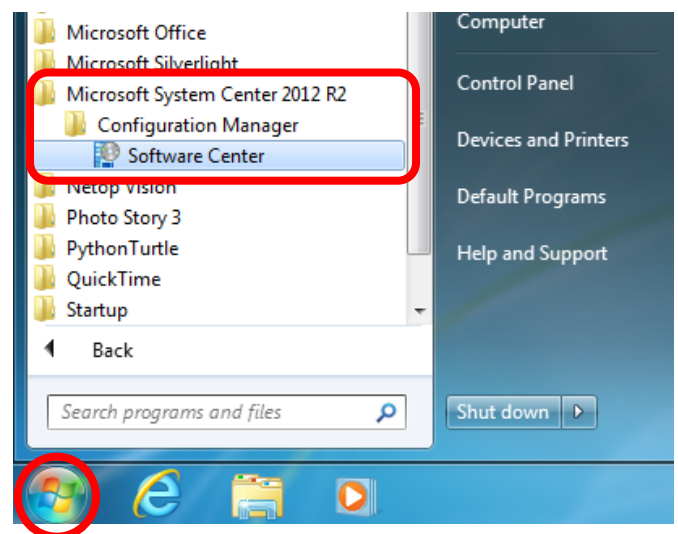 Microsoft Office
Microsoft Silverlight
Microsoft System Center 2012 R2
Configuration Manager
Software Center
Netop Vision
Photo Story 3
PythonTurtle
QuickTime
Startup
Back
Search programs and files
Computer
Control Panel
Devices and Printers
Default Programs
Help and Support
Shut down